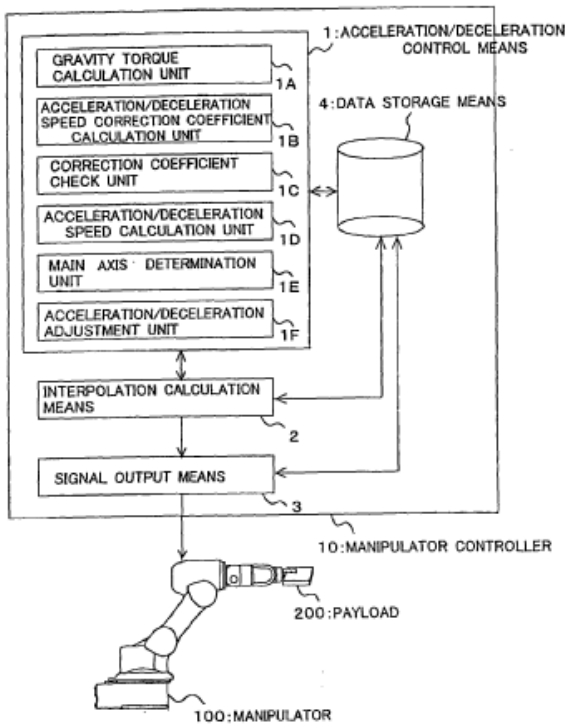 1:ACCELERATION/DECELERATION
CONTROL MEANS
GRAVITY TORQUE
CALCULATION UNIT
1A
4:DATA STORAGE MEANS
ACCELERATION/DECELERATION
SPEED CORRECTION COEFFICIENT
CALCULATION UNIT
1B
CORRECTION COEFFICIENT
CHECK UNIT
1C
ACCELERATION/DECELERATION
SPEED CALCULATION UNIT
1D
MAIN AXIS DETERMINATION
UNIT
1E
ACCELERATION/DECELERATION
ADJUSTMENT UNIT
1F
INTERPOLATION CALCULATION
MEANS
2
SIGNAL OUTPUT MEANS
3
10:MANIPULATOR CONTROLLER
200:PAYLOAD
100:MANIPULATOR